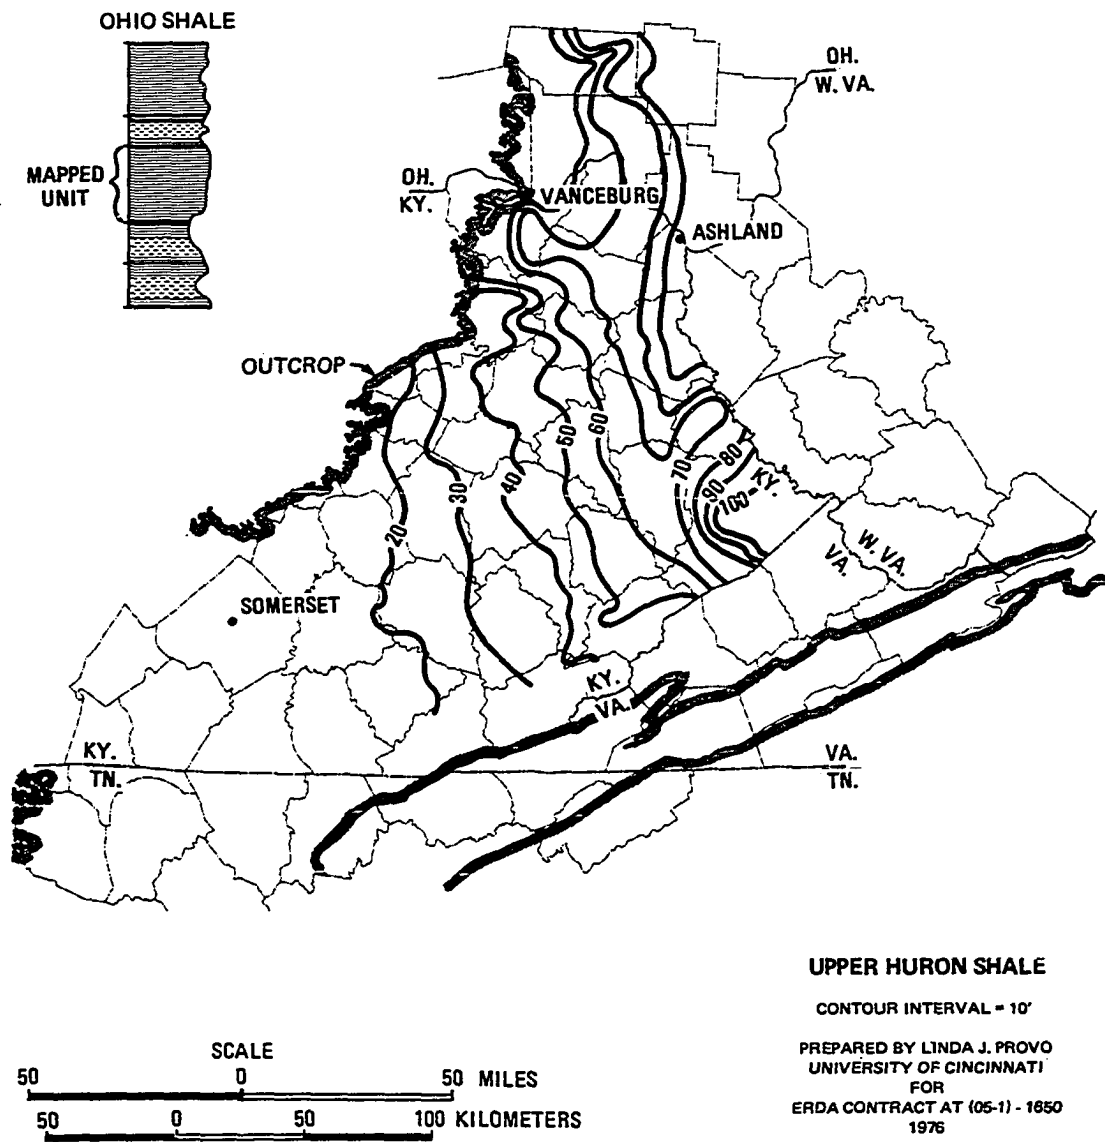 OHIO SHALE
MAPPED
UNIT
OH.
W. VA.
OH.
KY.
VANCEBURG
ASHLAND
OUTCROP
20
30
40
50
60
70
80
90
100
KY.
W. VA.
VA.
SOMERSET
KY.
VA.
KY.
TN.
VA.
TN.
UPPER HURON SHALE
CONTOUR INTERVAL = 10'
PREPARED BY LINDA J. PROVO
UNIVERSITY OF CINCINNATI
FOR
ERDA CONTRACT AT (05-1) - 1650
1976
SCALE
50 0 50 MILES
50 0 50 100 KILOMETERS